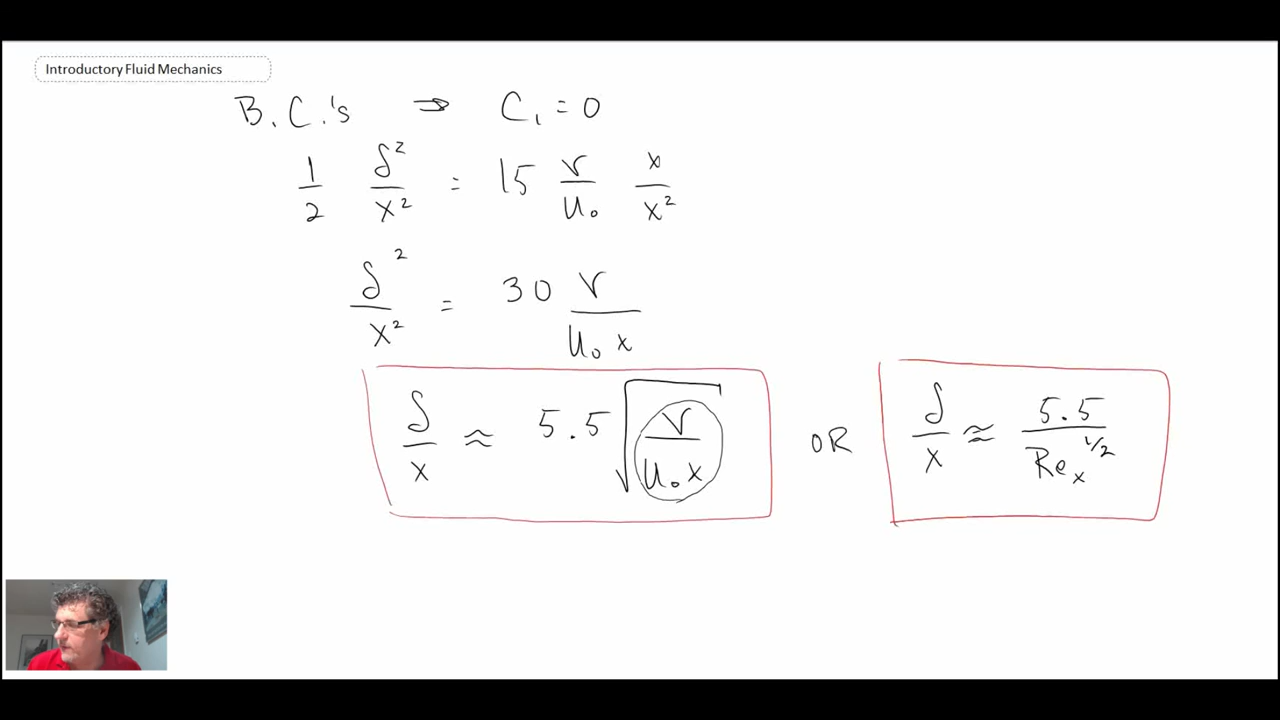 Introductory Fluid Mechanics
B.C.'s ⇒ C₁ = 0
1/2 δ²/x² = 15 ν/U₀ x/x²
δ²/x² = 30 ν/(U₀ x)
δ/x ≈ 5.5 √(ν/(U₀ x)) OR δ/x ≈ 5.5/Reₓ^1/2